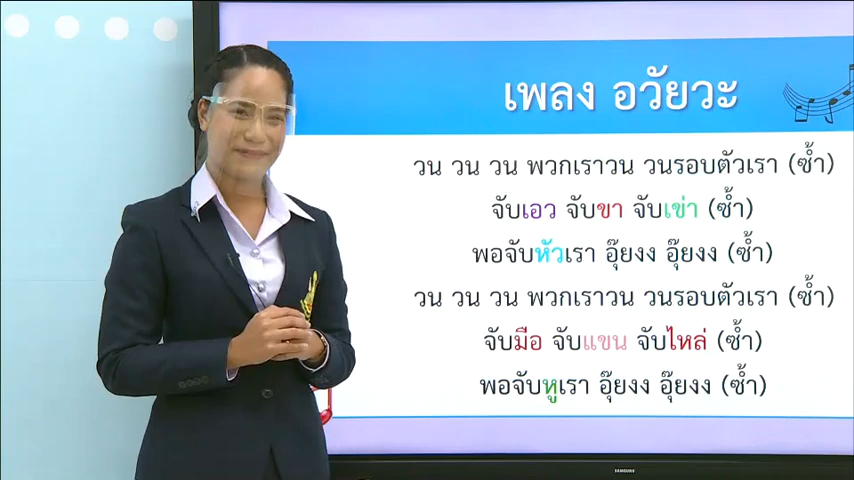 เพลง อวัยวะ
วน วน วน พวกเราวน วนรอบตัวเรา (ซ้ำ)
จับเอว จับขา จับเข่า (ซ้ำ)
พอจับหัวเรา อุ๊ยงง อุ๊ยงง (ซ้ำ)
วน วน วน พวกเราวน วนรอบตัวเรา (ซ้ำ)
จับมือ จับแขน จับไหล่ (ซ้ำ)
พอจับหูเรา อุ๊ยงง อุ๊ยงง (ซ้ำ)
SAMSUNG